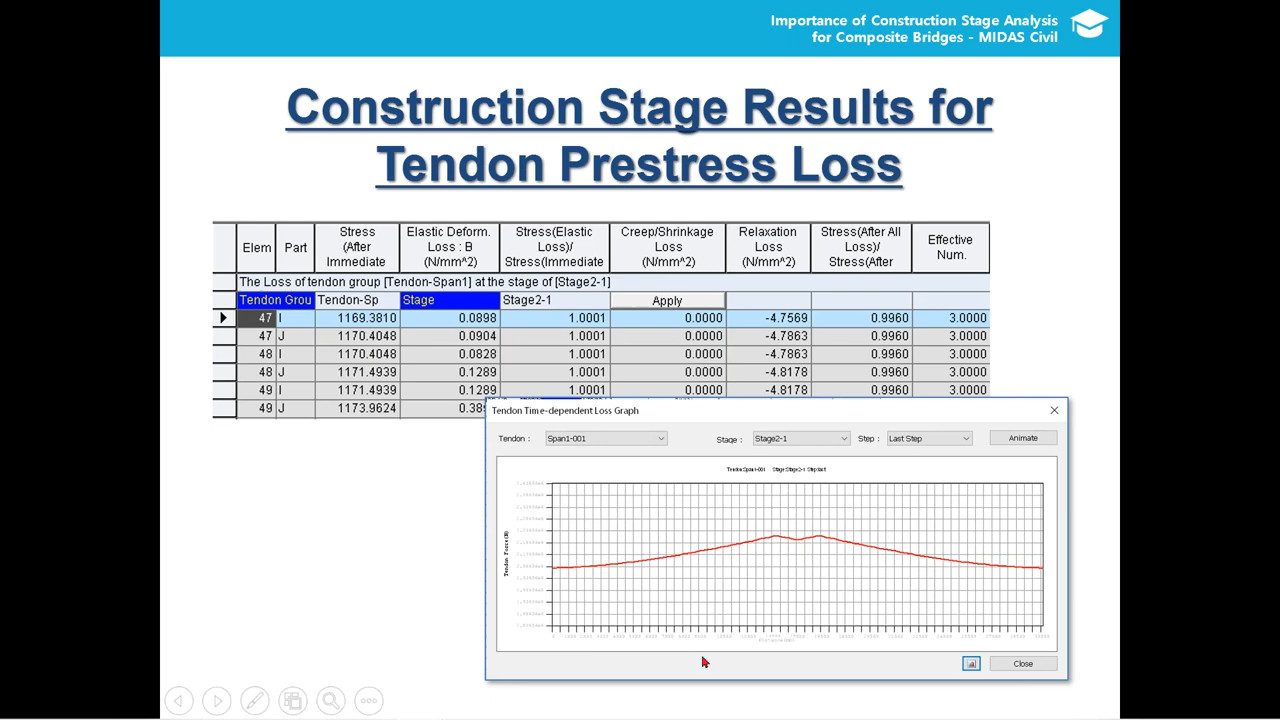 Importance of Construction Stage Analysis
for Composite Bridges - MIDAS Civil
Construction Stage Results for
Tendon Prestress Loss
Elem Part Stress (After Immediate Elastic Deform. Loss : B (N/mm^2) Stress(Elastic Loss)/ Stress(Immediate Creep/Shrinkage Loss (N/mm^2) Relaxation Loss (N/mm^2) Stress(After All Loss)/ Stress(After Effective Num.
The Loss of tendon group [Tendon-Span1] at the stage of [Stage2-1]
Tendon Grou Tendon-Sp Stage Stage2-1 Apply
47 I 1169.3810 0.0898 1.0001 0.0000 -4.7569 0.9960 3.0000
47 J 1170.4048 0.0904 1.0001 0.0000 -4.7863 0.9960 3.0000
48 I 1170.4048 0.0828 1.0001 0.0000 -4.7863 0.9960 3.0000
48 J 1171.4939 0.1289 1.0001 0.0000 -4.8178 0.9960 3.0000
49 I 1171.4939 0.1289 1.0001 0.0000 -4.8178 0.9960 3.0000
49 J 1173.9624
Tendon Time-dependent Loss Graph
Tendon : Span1-001 Stage : Stage2-1 Step : Last Step Animate
Close